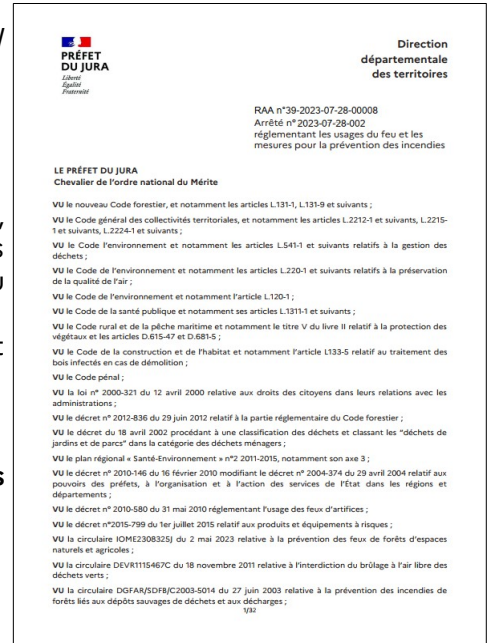 PRÉFET
DU JURA
Liberté
Égalité
Fraternité
Direction
départementale
des territoires
RAA n°39-2023-07-28-00008
Arrêté n° 2023-07-28-002
réglementant les usages du feu et les
mesures pour la prévention des incendies
LE PRÉFET DU JURA
Chevalier de l'ordre national du Mérite
VU le nouveau Code forestier, et notamment les articles L.131-1, L.131-9 et suivants ;
VU le Code général des collectivités territoriales, et notamment les articles L.2212-1 et suivants, L.2215-
1 et suivants, L.2224-1 et suivants ;
VU le Code l'environnement et notamment les articles L.541-1 et suivants relatifs à la gestion des
déchets ;
VU le Code de l'environnement et notamment les articles L.220-1 et suivants relatifs à la préservation
de la qualité de l'air ;
VU le Code de l'environnement et notamment l'article L.120-1 ;
VU le Code de la santé publique et notamment ses articles L.1311-1 et suivants ;
VU le Code rural et de la pêche maritime et notamment le titre V du livre II relatif à la protection des
végétaux et les articles D.615-47 et D.681-5 ;
VU le Code de la construction et de l'habitat et notamment l'article L133-5 relatif au traitement des
bois infectés en cas de démolition ;
VU le Code pénal ;
VU la loi n° 2000-321 du 12 avril 2000 relative aux droits des citoyens dans leurs relations avec les
administrations ;
VU le décret n° 2012-836 du 29 juin 2012 relatif à la partie réglementaire du Code forestier ;
VU le décret du 18 avril 2002 procédant à une classification des déchets et classant les "déchets de
jardins et de parcs" dans la catégorie des déchets ménagers ;
VU le plan régional « Santé-Environnement » n°2 2011-2015, notamment son axe 3 ;
VU le décret n° 2010-146 du 16 février 2010 modifiant le décret n° 2004-374 du 29 avril 2004 relatif aux
pouvoirs des préfets, à l'organisation et à l'action des services de l'État dans les régions et
départements ;
VU le décret n° 2010-580 du 31 mai 2010 réglementant l'usage des feux d'artifices ;
VU le décret n°2015-799 du 1er juillet 2015 relatif aux produits et équipements à risques ;
VU la circulaire IOME2308325J du 2 mai 2023 relative à la prévention des feux de forêts d'espaces
naturels et agricoles ;
VU la circulaire DEVR1115467C du 18 novembre 2011 relative à l'interdiction du brûlage à l'air libre des
déchets verts ;
VU la circulaire DGFAR/SDFB/C2003-5014 du 27 juin 2003 relative à la prévention des incendies de
forêts liés aux dépôts sauvages de déchets et aux décharges ;
1/32